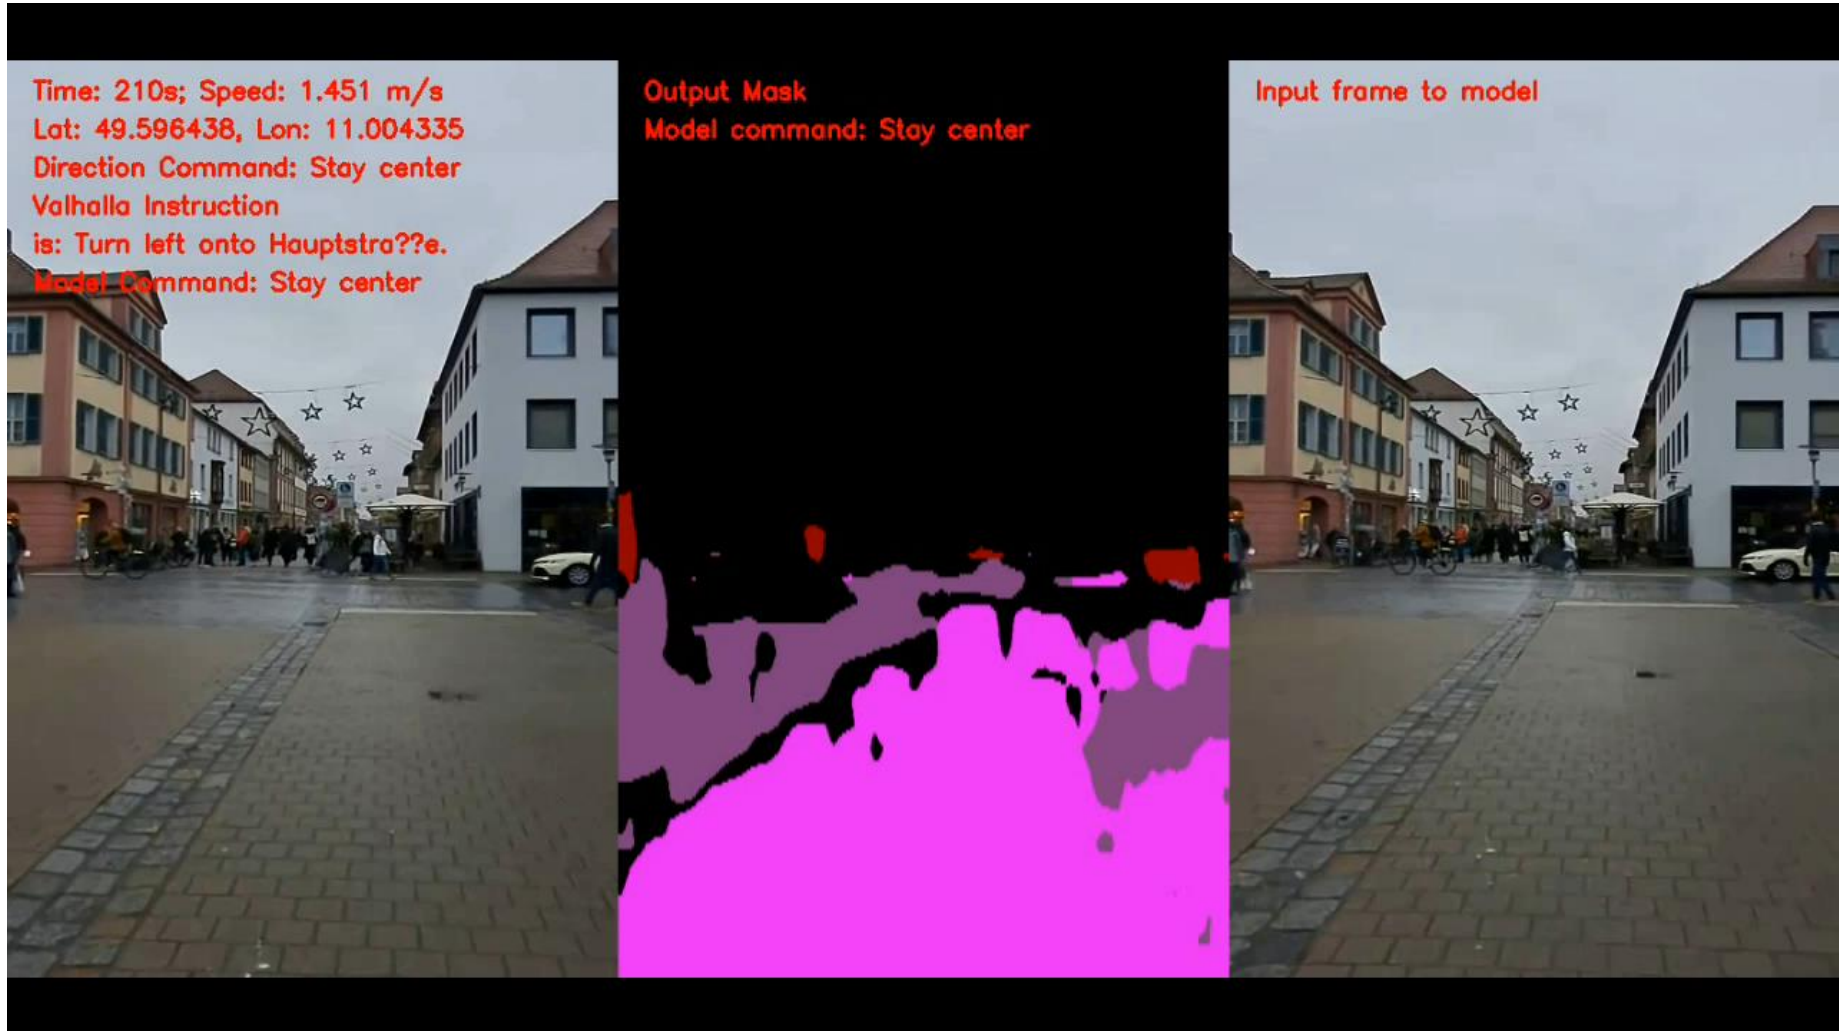 Time: 210s; Speed: 1.451 m/s
Lat: 49.596438, Lon: 11.004335
Direction Command: Stay center
Valhalla Instruction
is: Turn left onto Hauptstra??e.
Model Command: Stay center
Output Mask
Model command: Stay center
Input frame to model